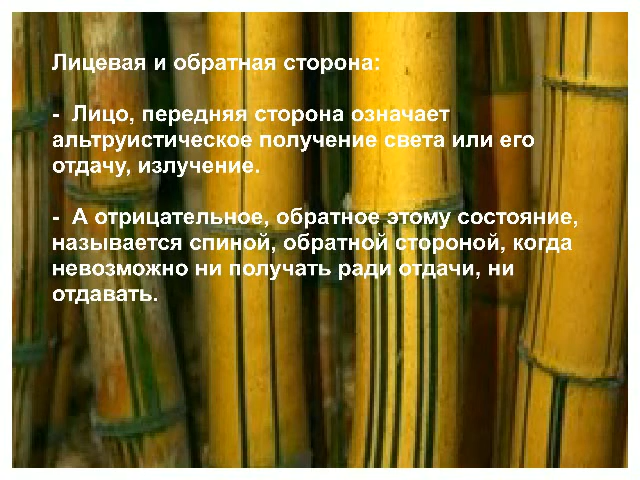 Лицевая и обратная сторона:
-  Лицо, передняя сторона означает
альтруистическое получение света или его
отдачу, излучение.
-  А отрицательное, обратное этому состояние,
называется спиной, обратной стороной, когда
невозможно ни получать ради отдачи, ни
отдавать.